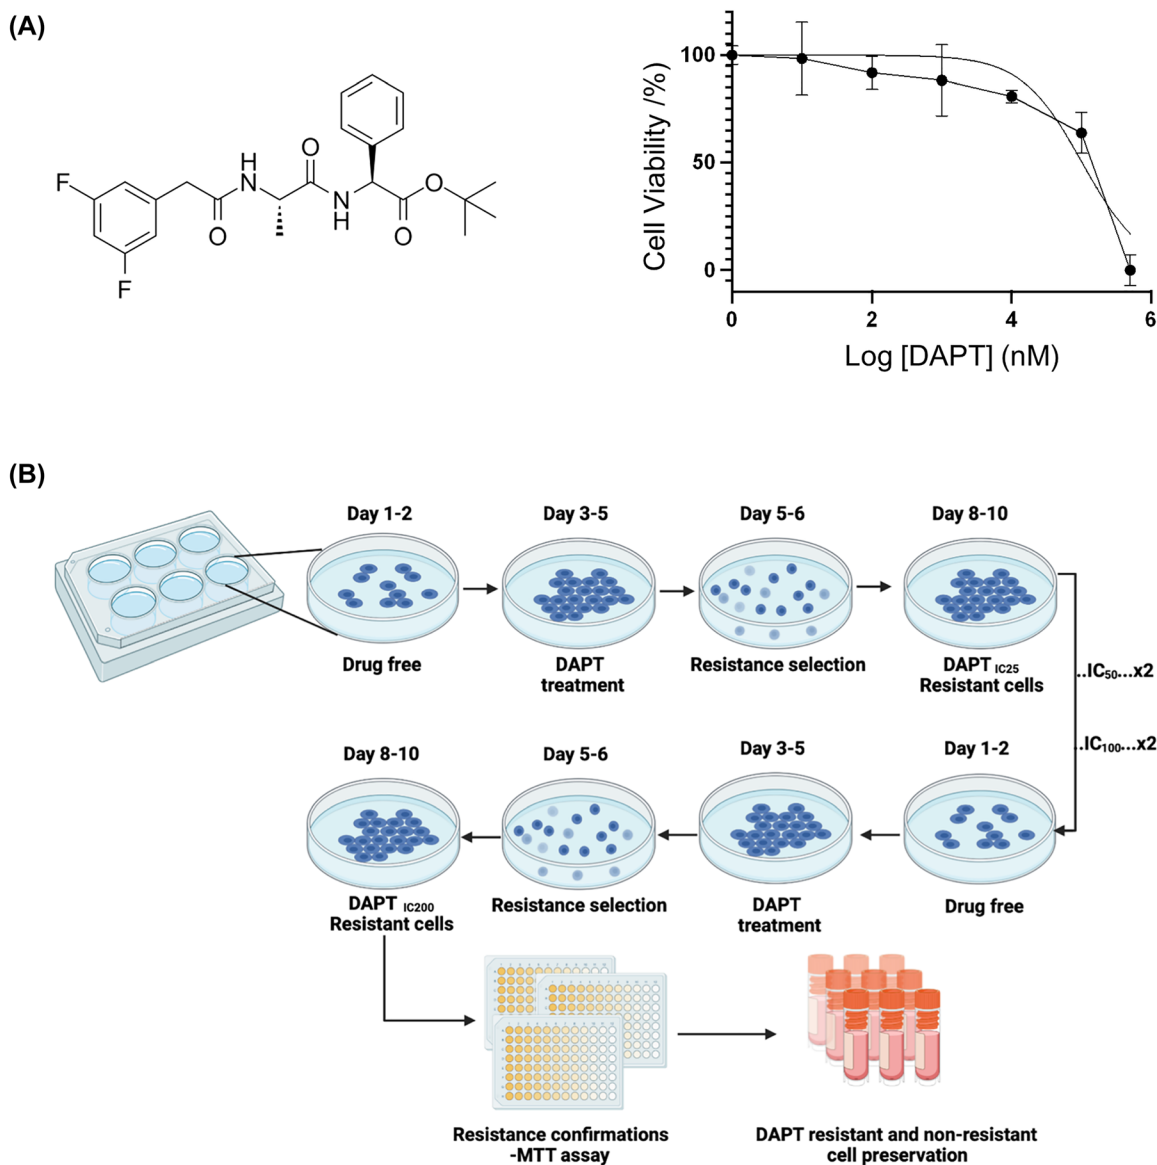 (A)
F
F
O
H
N
O
N
H
O
O
Cell Viability /%)
100
50
0
0
2
4
6
Log [DAPT] (nM)
(B)
Day 1-2
Day 3-5
Day 5-6
Day 8-10
Drug free
DAPT
treatment
Resistance selection
DAPT IC25
Resistant cells
..IC50...x2
..IC100...x2
Day 8-10
Day 5-6
Day 3-5
Day 1-2
DAPT IC200
Resistant cells
Resistance selection
DAPT
treatment
Drug free
Resistance confirmations
-MTT assay
DAPT resistant and non-resistant
cell preservation